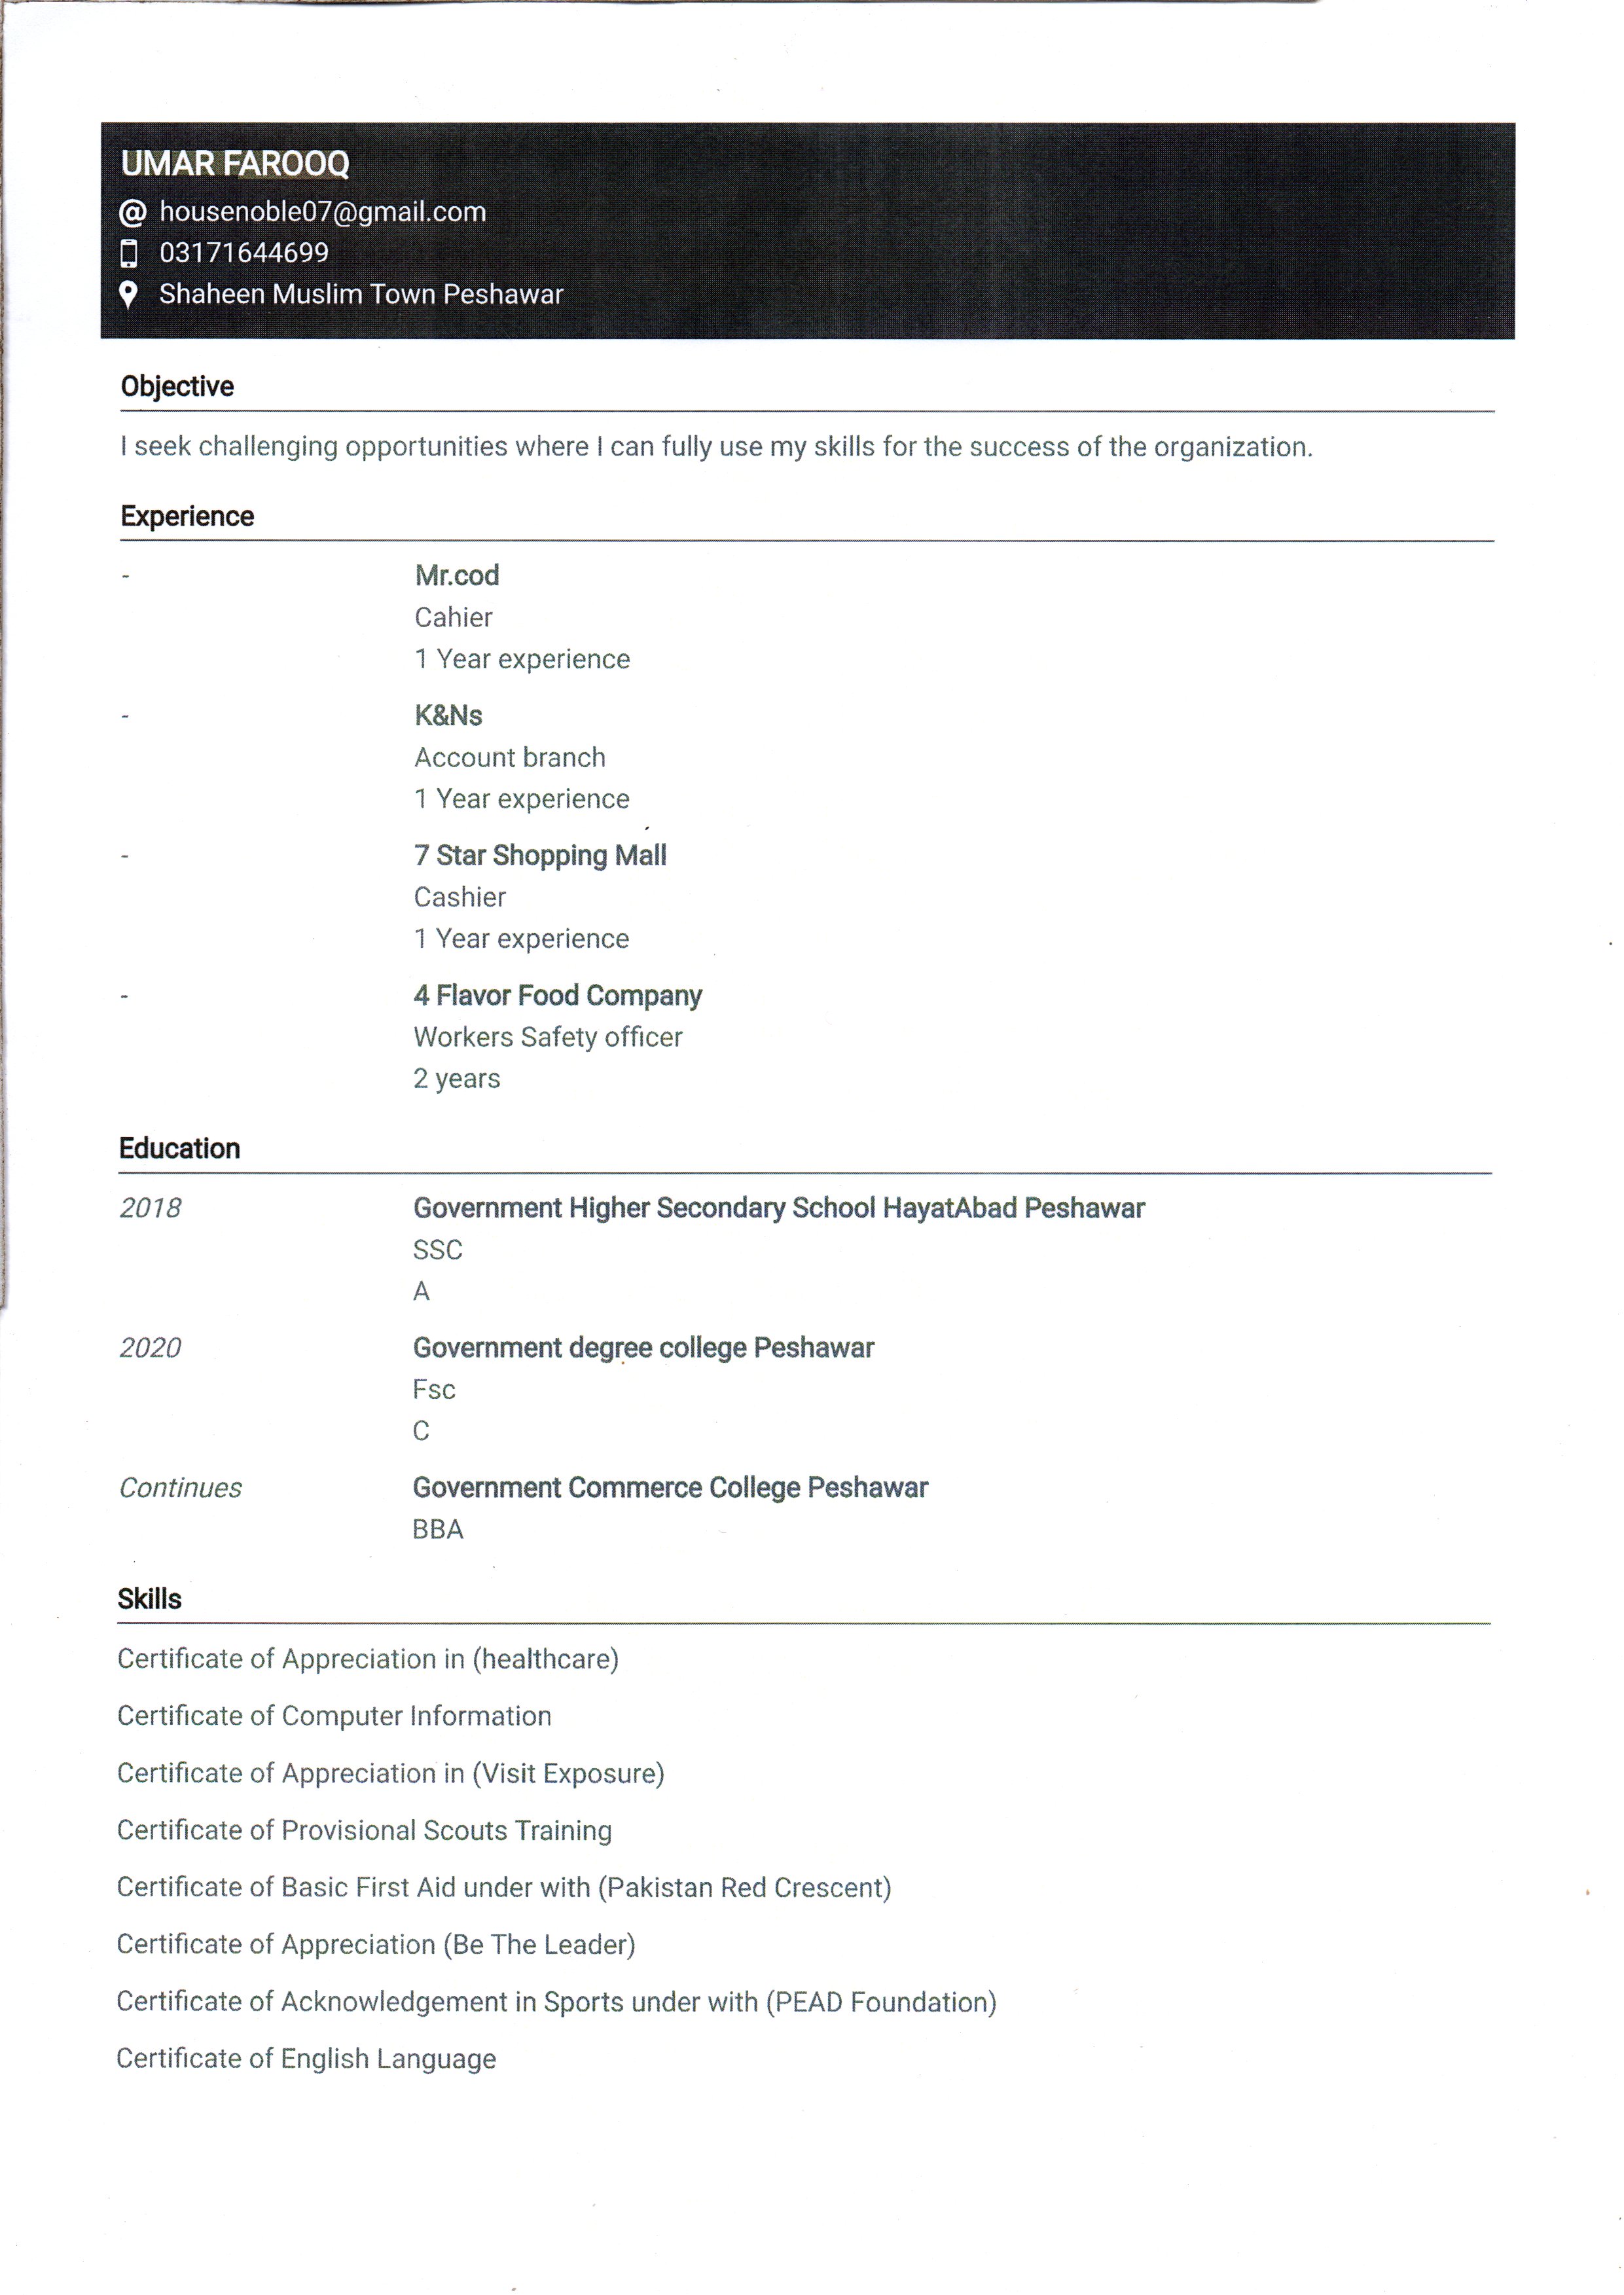 UMAR FAROOQ
@ housenoble07@gmail.com
03171644699
Shaheen Muslim Town Peshawar
Objective
I seek challenging opportunities where I can fully use my skills for the success of the organization.
Experience
- Mr.cod
Cahier
1 Year experience
- K&Ns
Account branch
1 Year experience
- 7 Star Shopping Mall
Cashier
1 Year experience
- 4 Flavor Food Company
Workers Safety officer
2 years
Education
2018 Government Higher Secondary School HayatAbad Peshawar
SSC
A
2020 Government degree college Peshawar
Fsc
C
Continues Government Commerce College Peshawar
BBA
Skills
Certificate of Appreciation in (healthcare)
Certificate of Computer Information
Certificate of Appreciation in (Visit Exposure)
Certificate of Provisional Scouts Training
Certificate of Basic First Aid under with (Pakistan Red Crescent)
Certificate of Appreciation (Be The Leader)
Certificate of Acknowledgement in Sports under with (PEAD Foundation)
Certificate of English Language